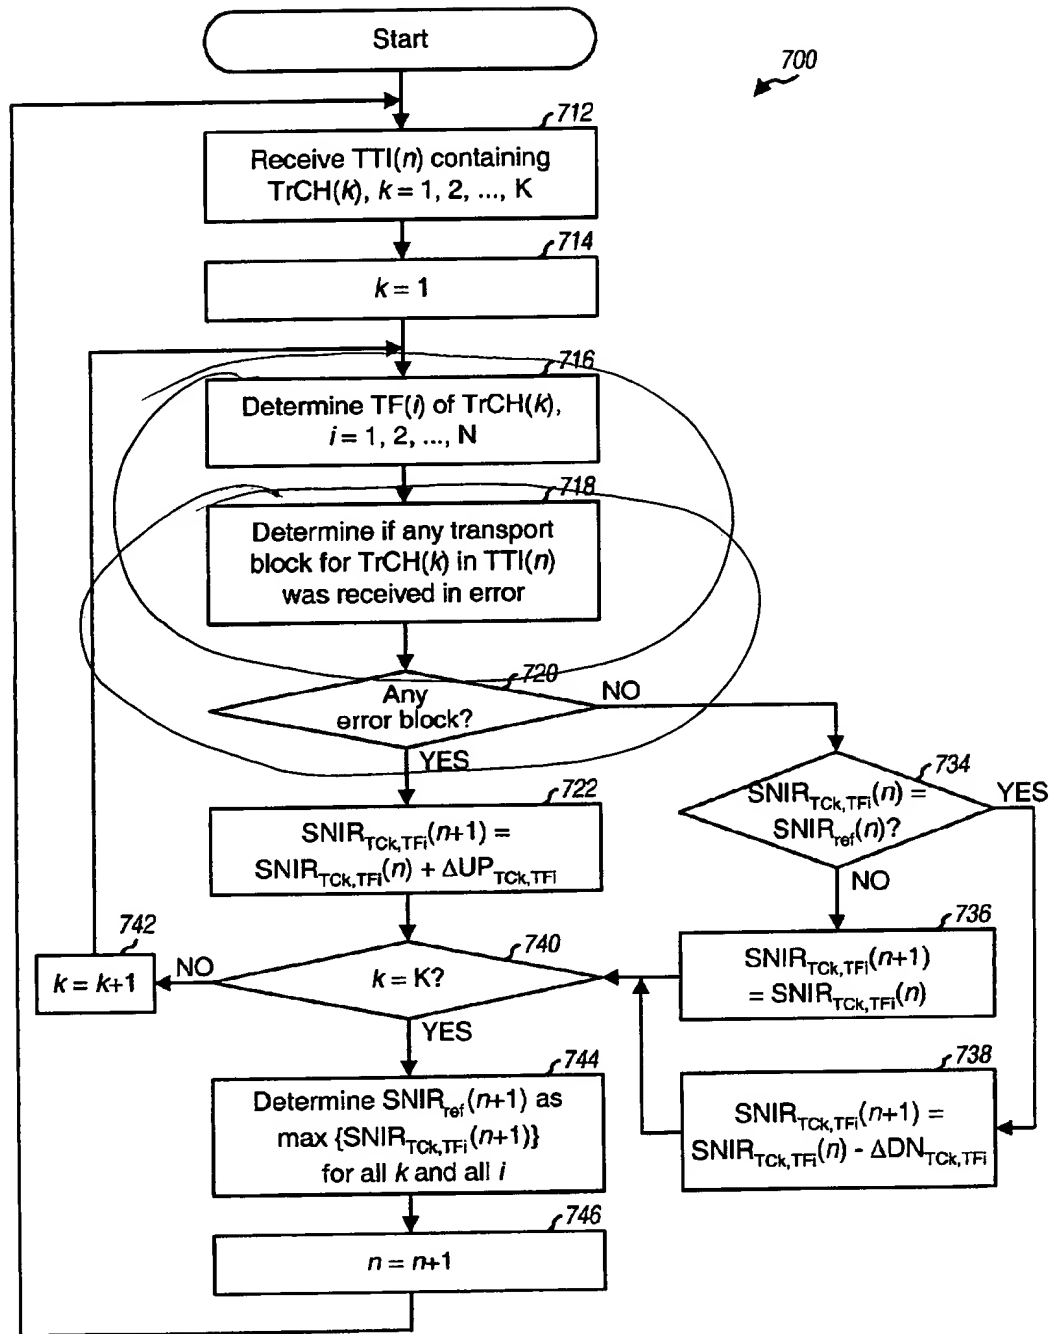 Start
700
712
Receive TTI(n) containing
TrCH(k), k = 1, 2, ..., K
714
k = 1
716
Determine TF(i) of TrCH(k),
i = 1, 2, ..., N
718
Determine if any transport
block for TrCH(k) in TTI(n)
was received in error
720
Any
error block?
NO
YES
734
SNIR_TCk,TFi(n) =
SNIR_ref(n)?
YES
NO
722
SNIR_TCk,TFi(n+1) =
SNIR_TCk,TFi(n) + ΔUP_TCk,TFi
736
SNIR_TCk,TFi(n+1)
= SNIR_TCk,TFi(n)
742
k = k+1
NO
740
k = K?
YES
738
SNIR_TCk,TFi(n+1) =
SNIR_TCk,TFi(n) - ΔDN_TCk,TFi
744
Determine SNIR_ref(n+1) as
max {SNIR_TCk,TFi(n+1)}
for all k and all i
746
n = n+1